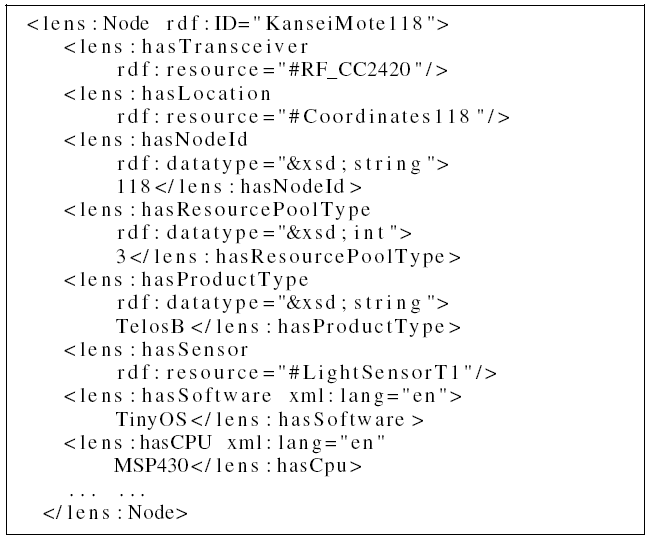 <lens:Node rdf:ID="KanseiMote118">
<lens:hasTransceiver
rdf:resource="#RF_CC2420"/>
<lens:hasLocation
rdf:resource="#Coordinates118"/>
<lens:hasNodeId
rdf:datatype="&xsd;string">
118</lens:hasNodeId>
<lens:hasResourcePoolType
rdf:datatype="&xsd;int">
3</lens:hasResourcePoolType>
<lens:hasProductType
rdf:datatype="&xsd;string">
TelosB</lens:hasProductType>
<lens:hasSensor
rdf:resource="#LightSensorT1"/>
<lens:hasSoftware xml:lang="en">
TinyOS</lens:hasSoftware>
<lens:hasCPU xml:lang="en"
MSP430</lens:hasCpu>
... ...
</lens:Node>